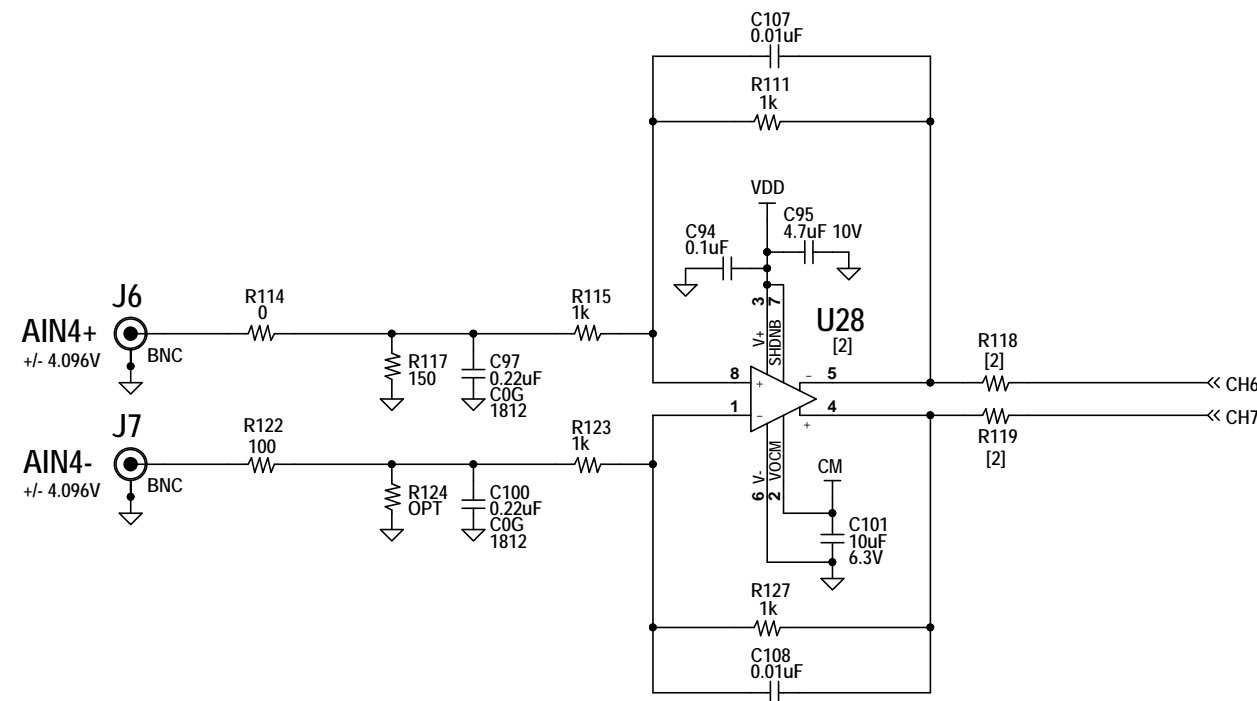 C107
0.01uF
R111
1k
VDD
C94
0.1uF
C95
4.7uF 10V
J6
AIN4+
+/- 4.096V
BNC
R114
0
R117
150
C97
0.22uF
C0G
1812
R115
1k
3
7
V+
SHDNB
U28
[2]
8
+
-
5
1
-
+
4
R118
[2]
CH6
R119
[2]
CH7
J7
AIN4-
+/- 4.096V
BNC
R122
100
R124
OPT
C100
0.22uF
C0G
1812
R123
1k
V-
VOCM
6
2
CM
C101
10uF
6.3V
R127
1k
C108
0.01uF